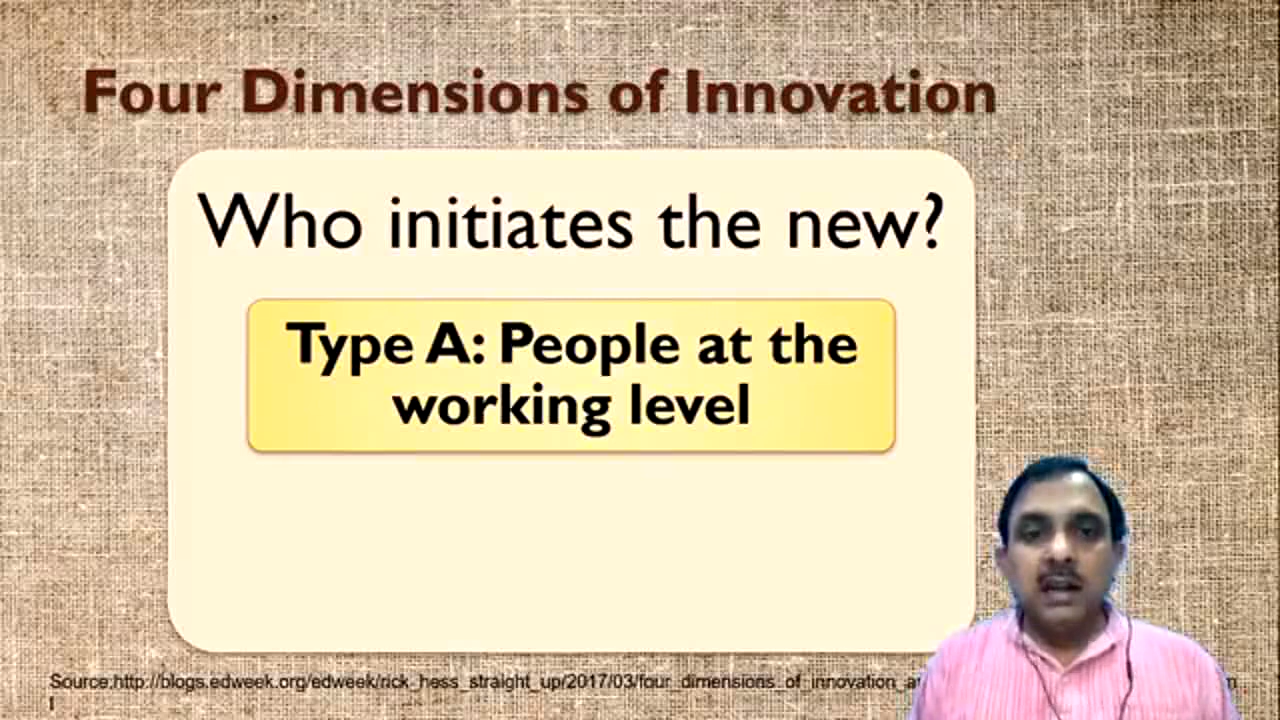 Four Dimensions of Innovation
Who initiates the new?
Type A: People at the
working level
Source:http://blogs.edweek.org/edweek/rick_hess_straight_up/2017/03/four_dimensions_of_innovation_a
l